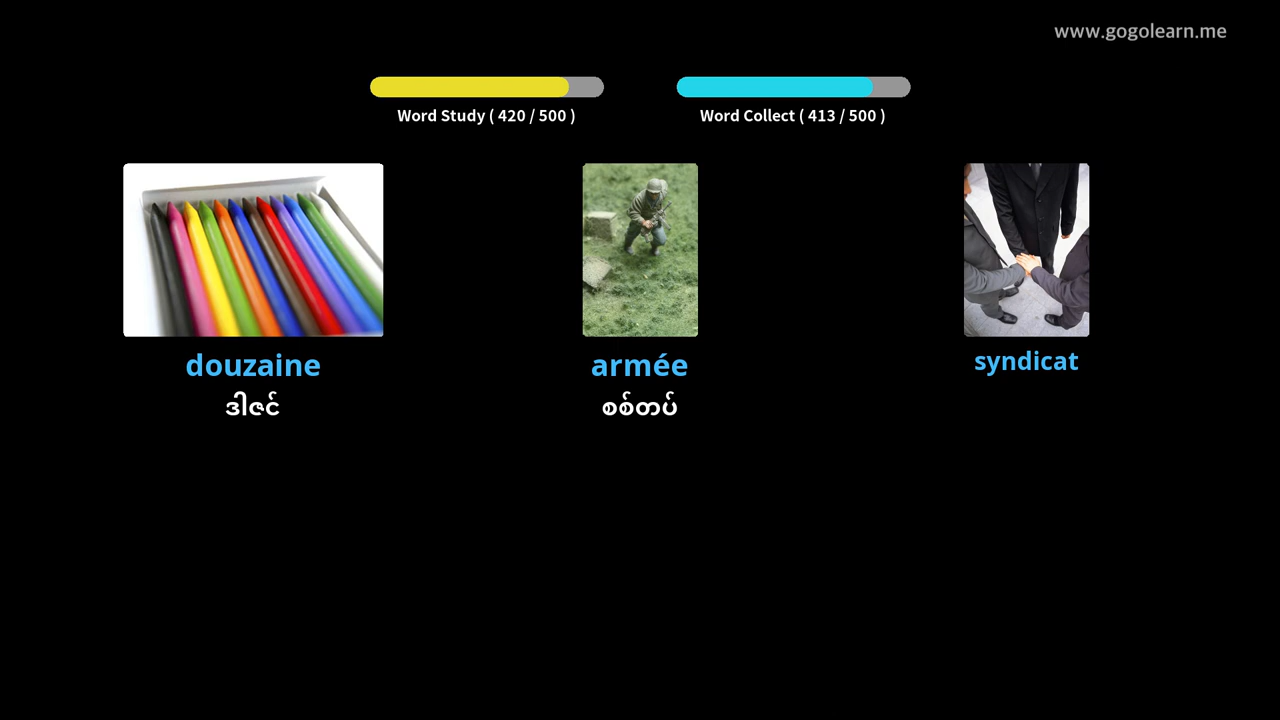 www.gogolearn.me
Word Study ( 420 / 500 )
Word Collect ( 413 / 500 )
douzaine
armée
syndicat
ဒါဇင်
စစ်တပ်